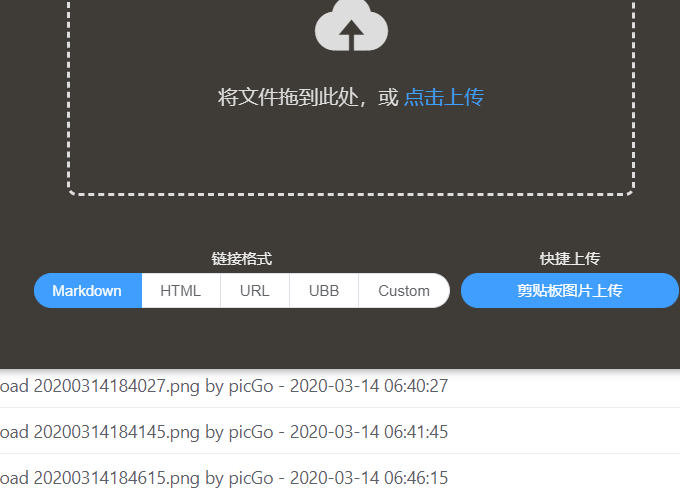 将文件拖到此处，或 点击上传
链接格式
快捷上传
Markdown HTML URL UBB Custom
剪贴板图片上传
oad 20200314184027.png by picGo - 2020-03-14 06:40:27
oad 20200314184145.png by picGo - 2020-03-14 06:41:45
oad 20200314184615.png by picGo - 2020-03-14 06:46:15